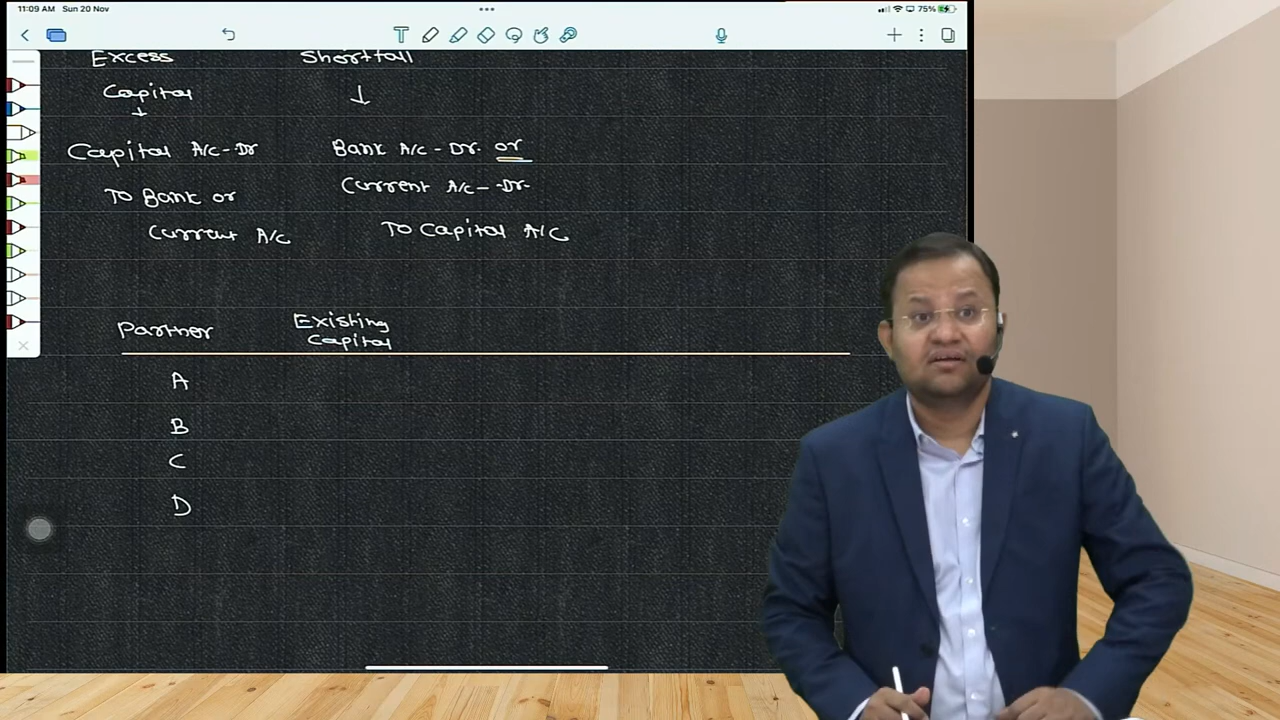 11:09 AM Sun 20 Nov
75%
Excess Shortfall
Capital
Capital A/c - Dr Bank A/c - Dr. or
To Bank or Current A/c - Dr.
Current A/c To Capital A/c
Partner Existing
Capital
A
B
C
D